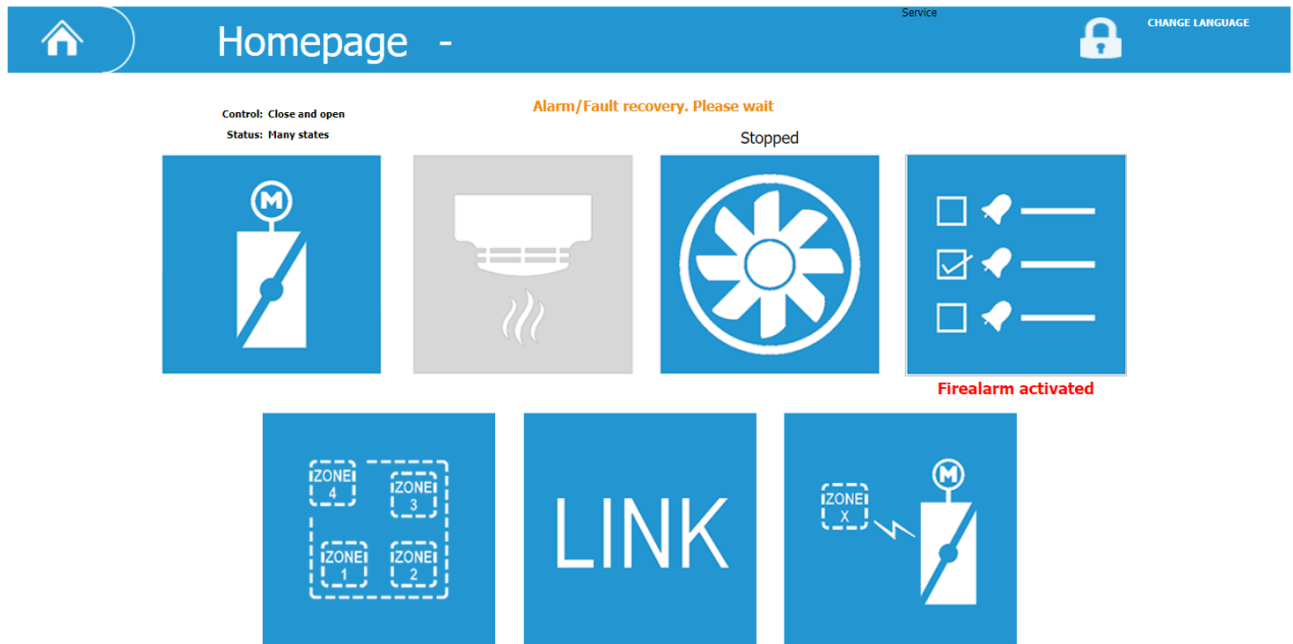 Service
Homepage -
CHANGE LANGUAGE
Control: Close and open
Status: Many states
Alarm/Fault recovery. Please wait
Stopped
M
Firealarm activated
ZONE
4
ZONE
3
ZONE
1
ZONE
2
LINK
ZONE
X
M